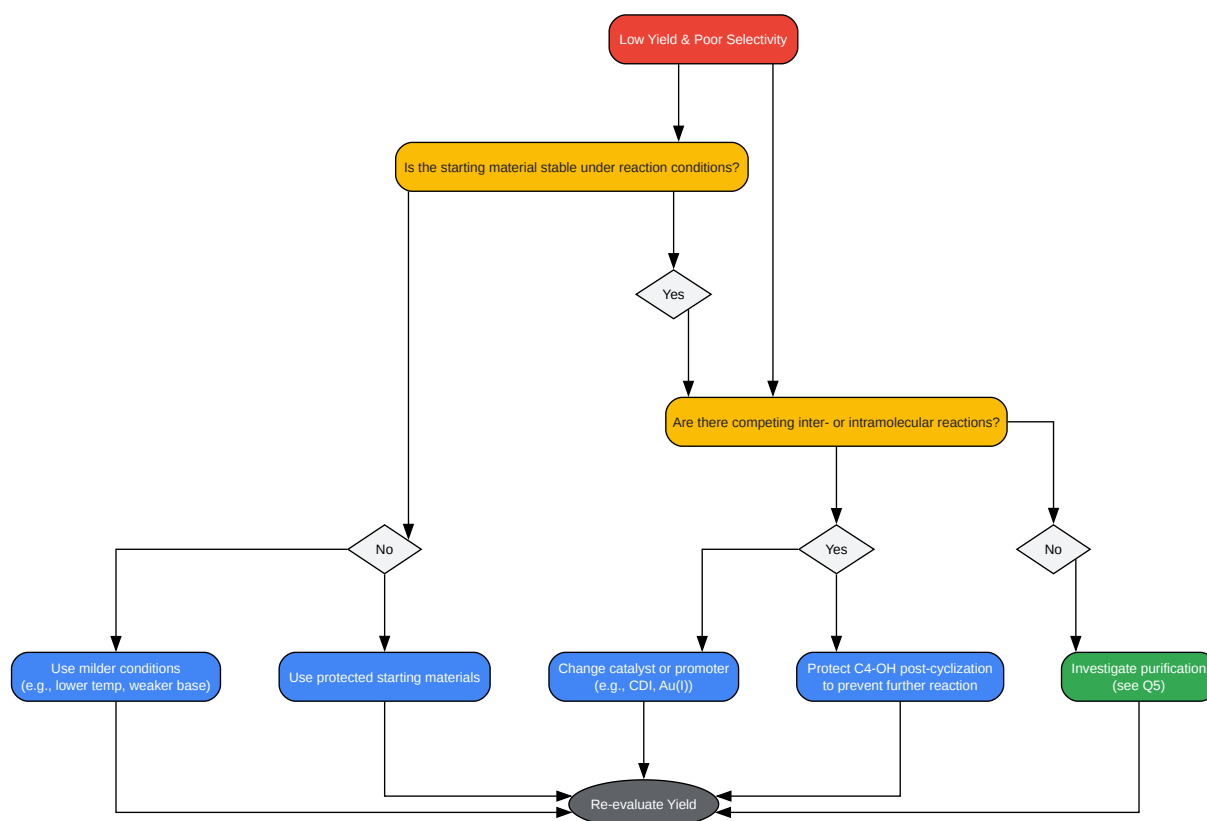 Low Yield & Poor Selectivity
Is the starting material stable under reaction conditions?
Yes
Are there competing inter- or intramolecular reactions?
No
Yes
No
Use milder conditions
(e.g., lower temp, weaker base)
Use protected starting materials
Change catalyst or promoter
(e.g., CDI, Au(I))
Protect C4-OH post-cyclization
to prevent further reaction
Investigate purification
(see Q5)
Re-evaluate Yield